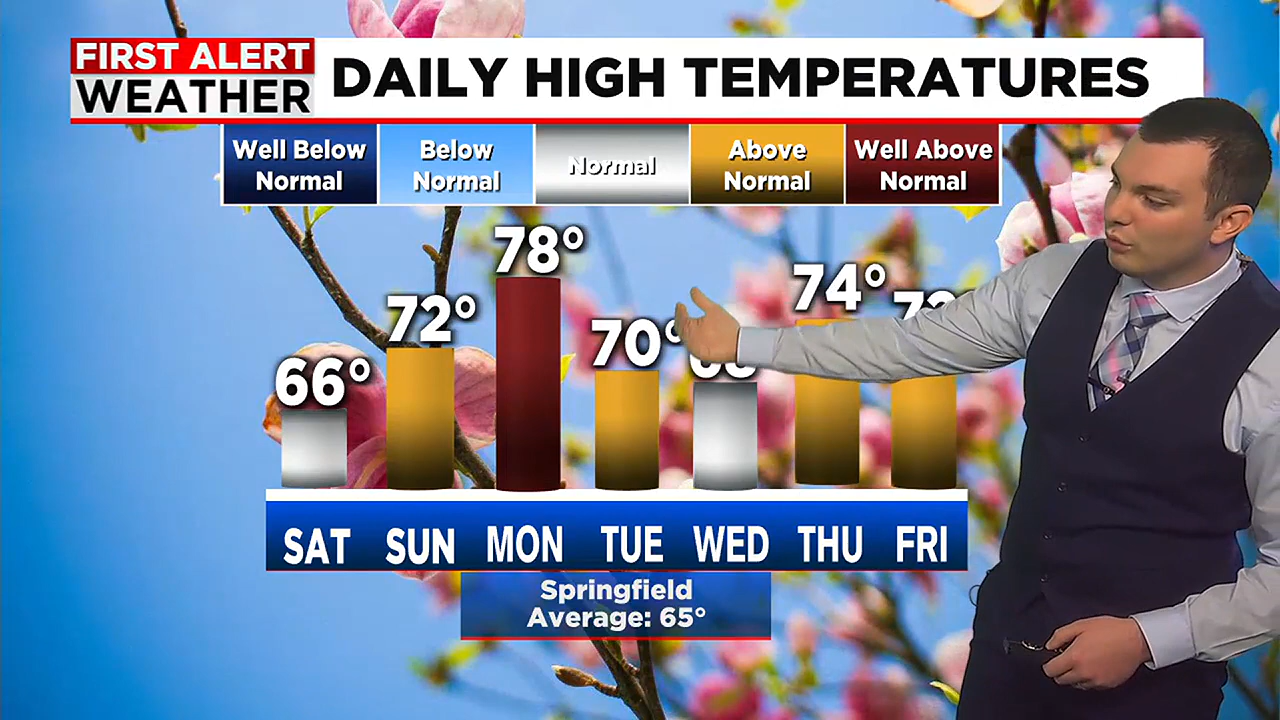 FIRST ALERT
WEATHER
DAILY HIGH TEMPERATURES
Well Below
Normal
Below
Normal
Normal
Above
Normal
Well Above
Normal
78°
74°
72°
70°
66°
SAT SUN MON TUE WED THU FRI
Springfield
Average: 65°